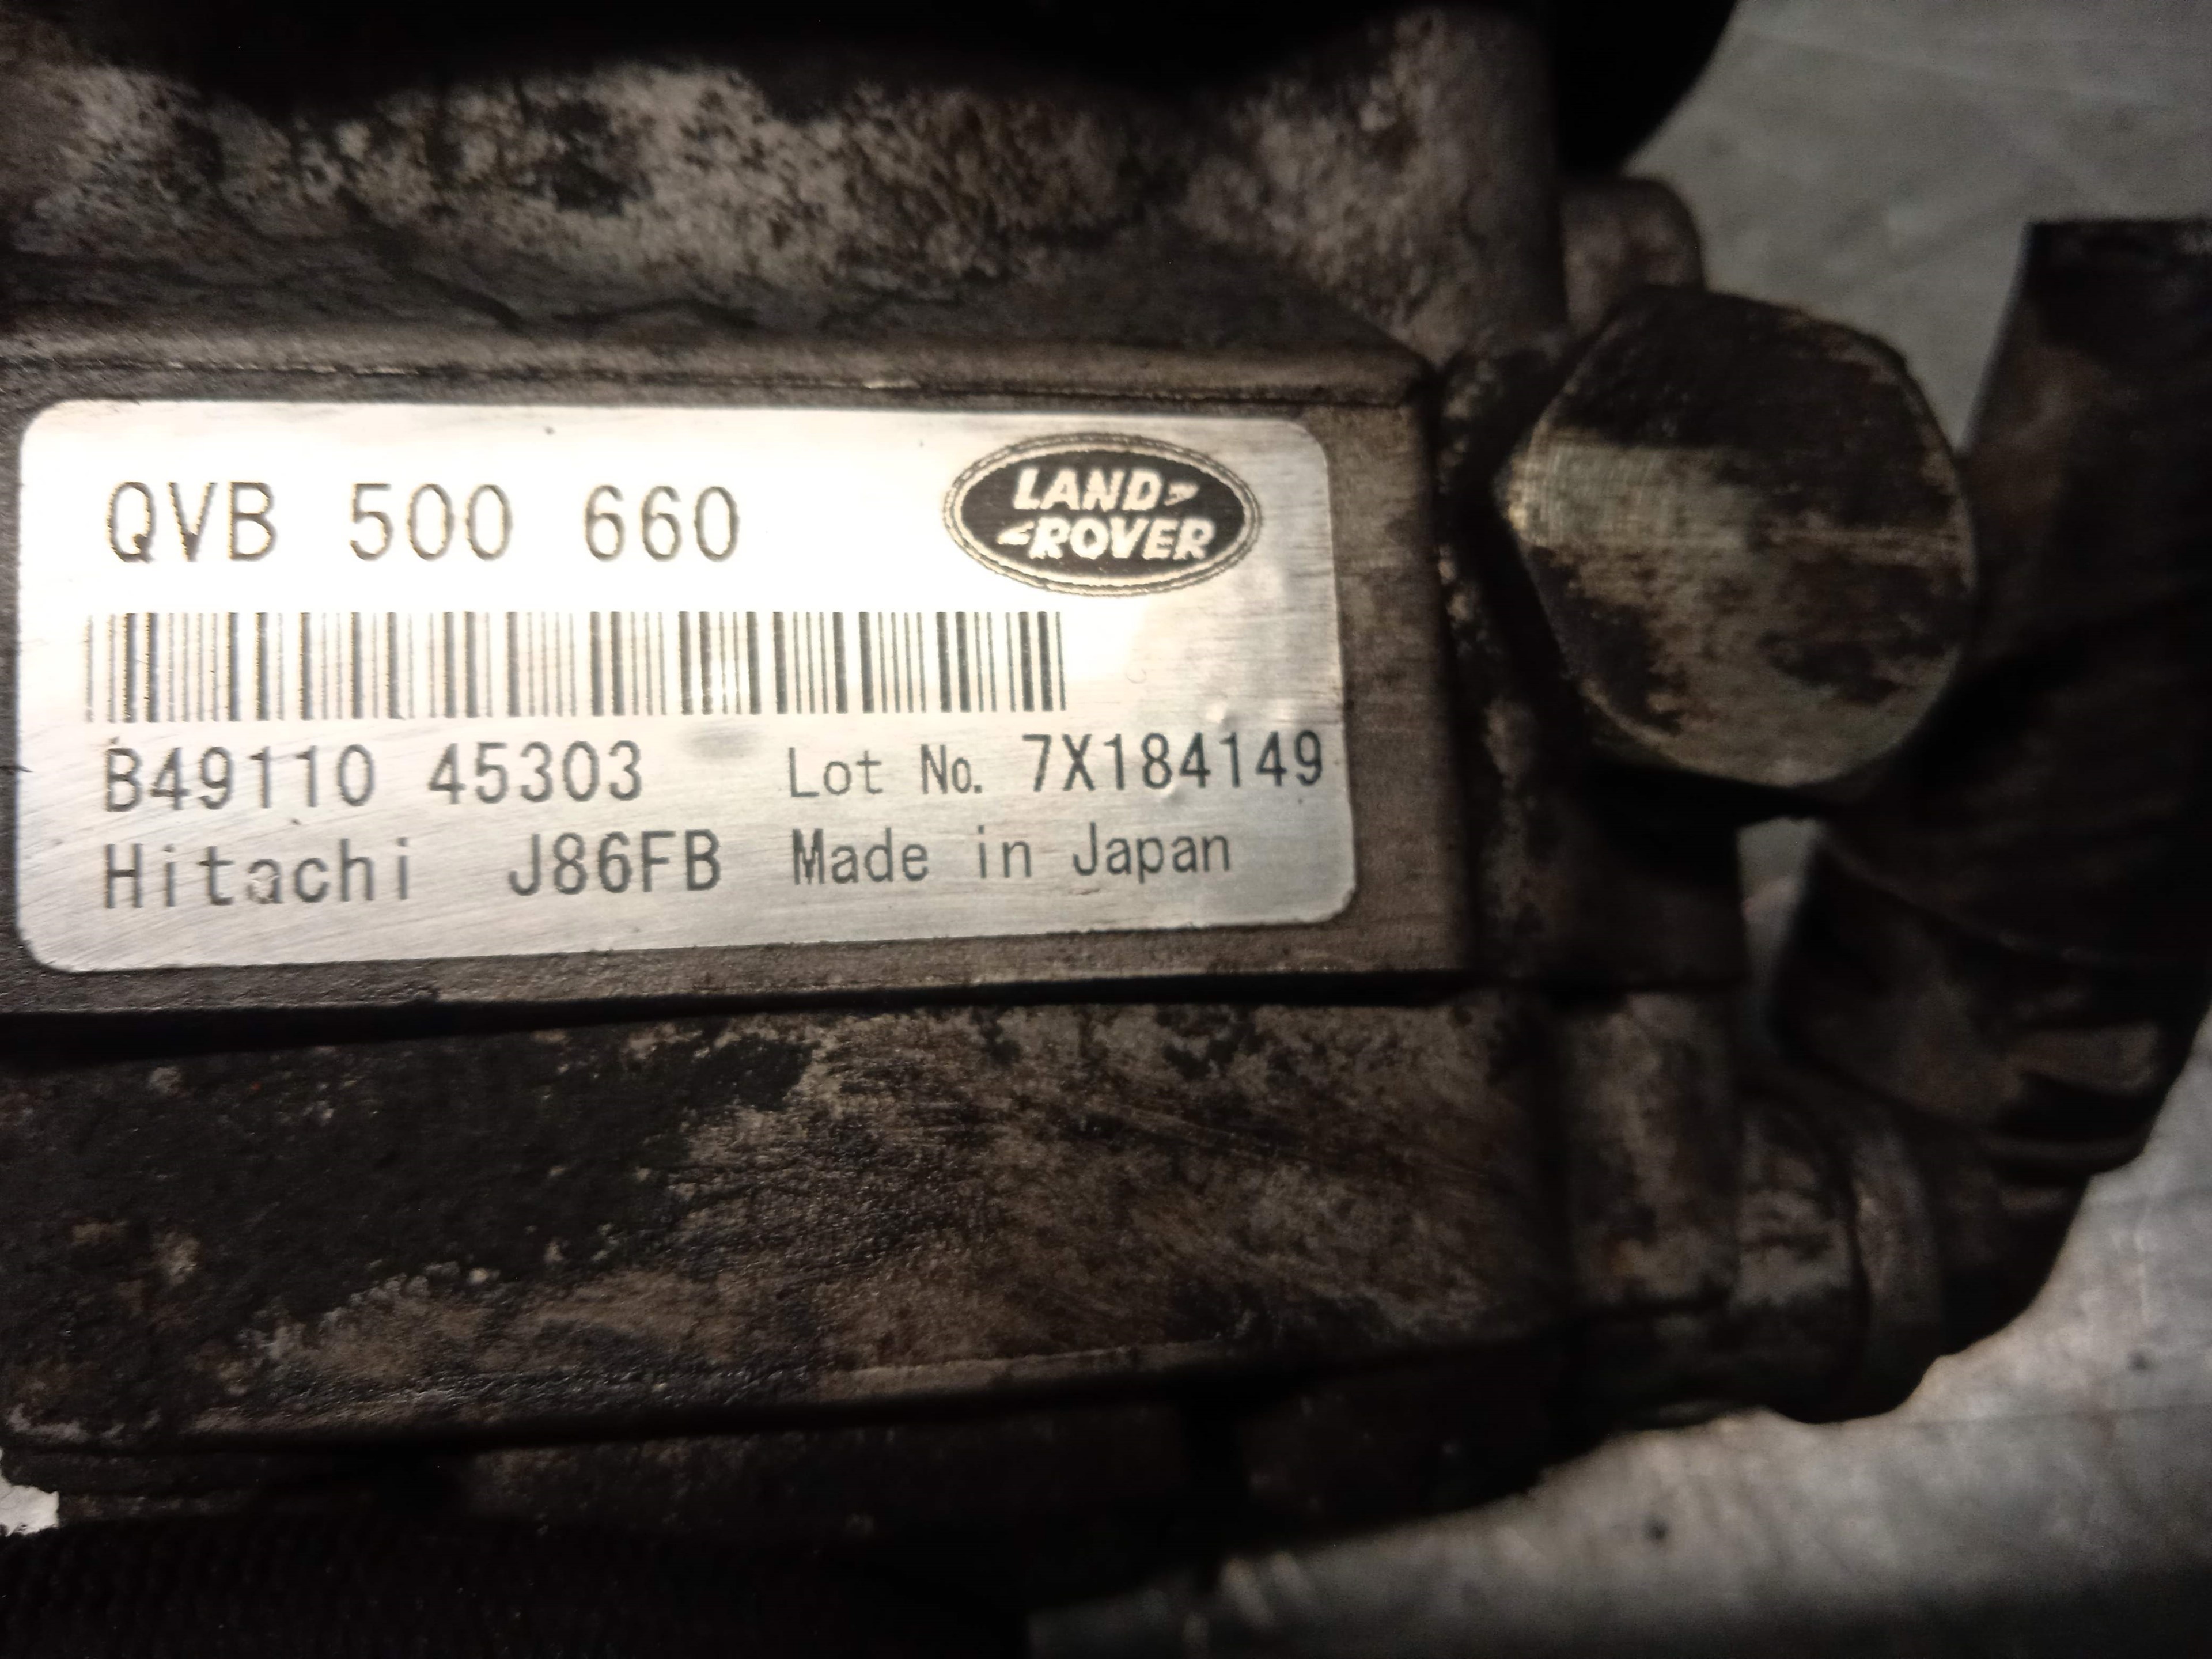 QVB 500 660
LAND
ROVER
B49110 45303 Lot No. 7X184149
Hitachi J86FB Made in Japan